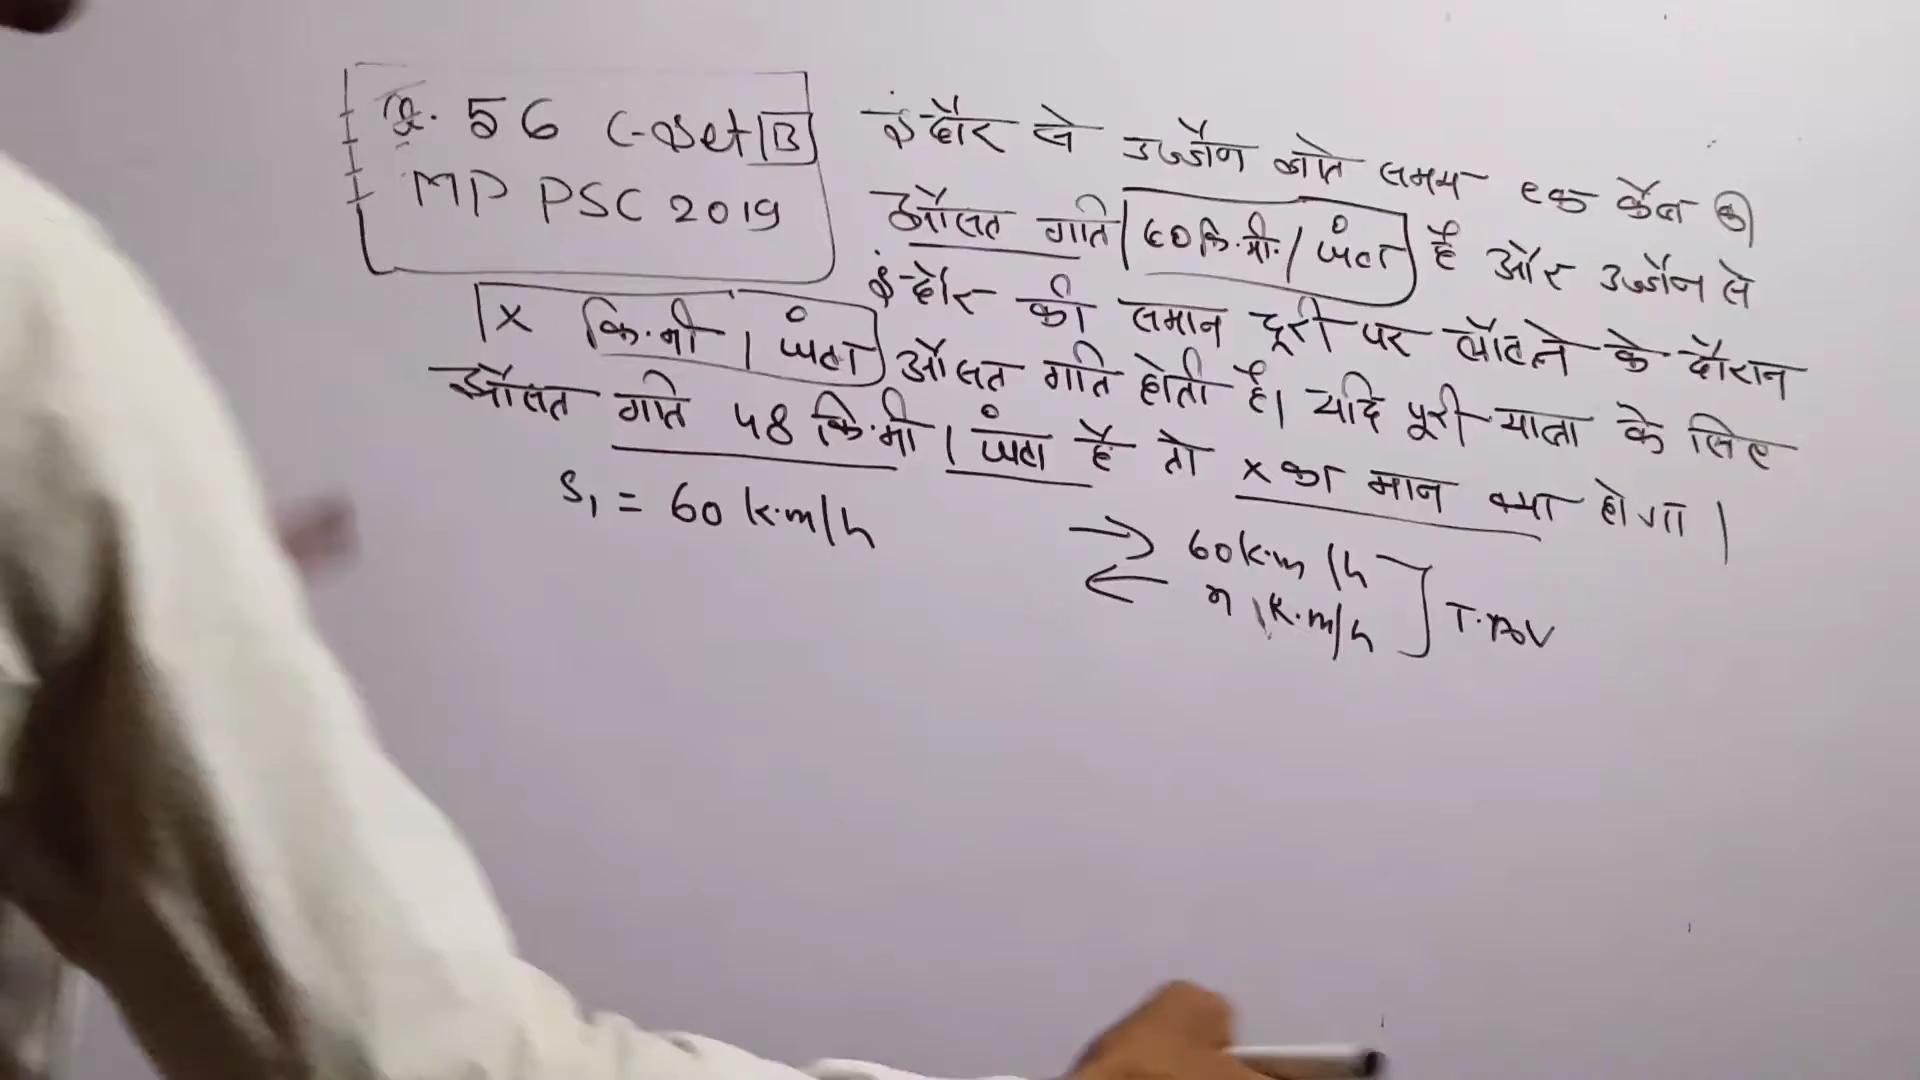 Q. 56 C-Set B
MP PSC 2019
इंदौर से उज्जैन जाते समय एक कैब की
औसत गति 60 कि.मी. / घंटा है और उज्जैन से
इंदौर की समान दूरी पर लौटने के दौरान
x कि.मी / घंटा औसत गति होती है। यदि पूरी यात्रा के लिए
औसत गति 48 कि.मी / घंटा है तो x का मान क्या होगा।
S₁ = 60 k.m/h
→ 60 k.m/h
← x k.m/h